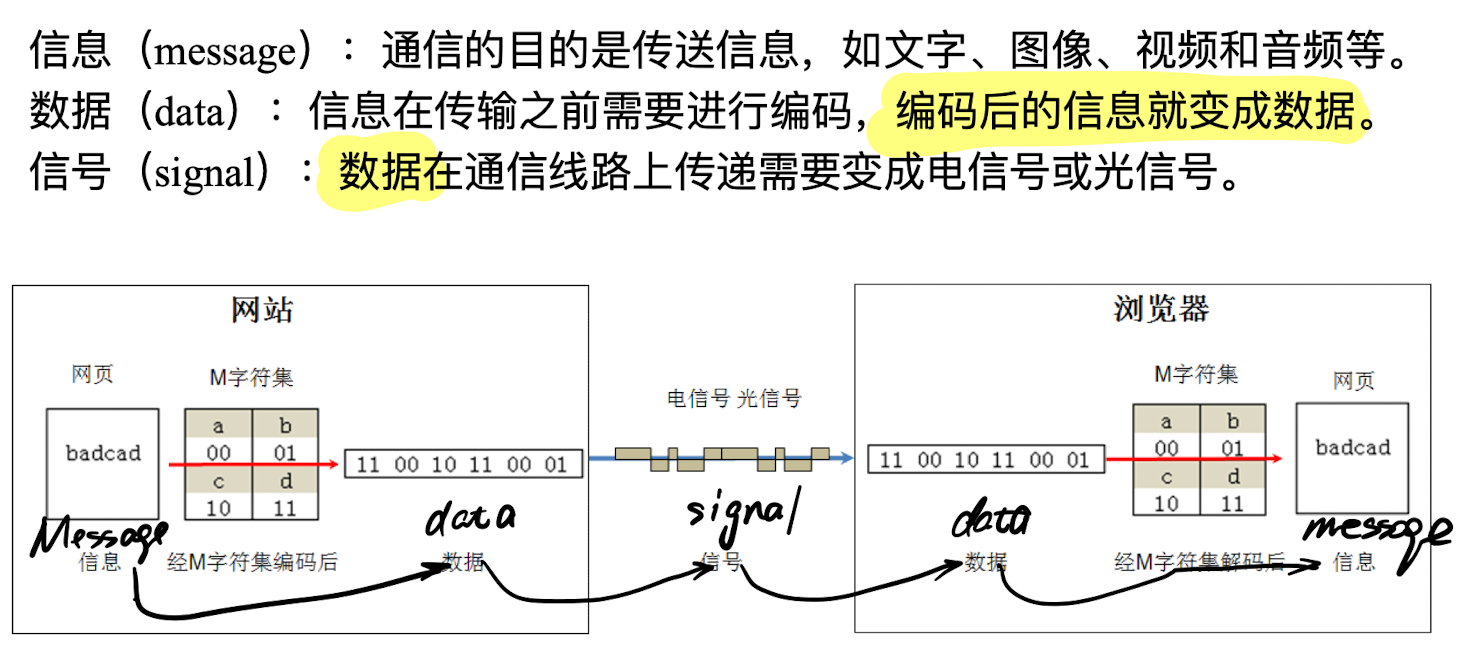 信息（message）：通信的目的是传送信息，如文字、图像、视频和音频等。
数据（data）：信息在传输之前需要进行编码，编码后的信息就变成数据。
信号（signal）：数据在通信线路上传递需要变成电信号或光信号。
网站
浏览器
网页
M字符集
电信号 光信号
M字符集
网页
badcad
a b
00 01
c d
10 11
11 00 10 11 00 01
11 00 10 11 00 01
a b
00 01
c d
10 11
badcad
Message
data
signal
data
message
信息
经M字符集编码后
数据
信号
数据
经M字符集解码后
信息